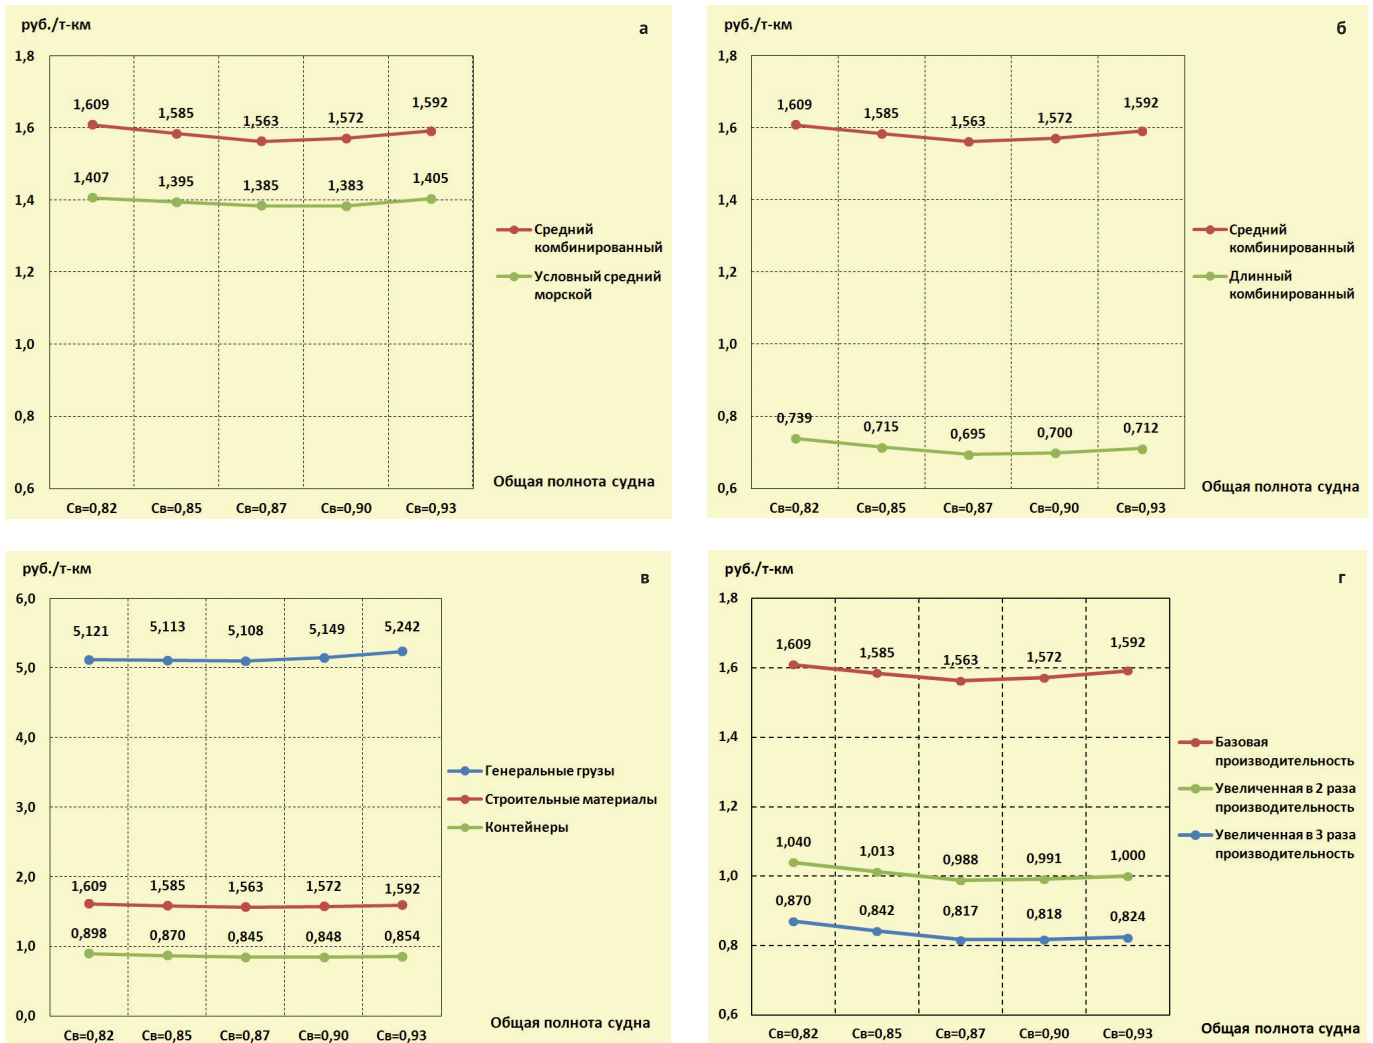 руб./т-км
а
1,8
1,6
1,4
1,2
1,0
0,8
0,6
1,609
1,585
1,563
1,572
1,592
1,407
1,395
1,385
1,383
1,405
Средний
комбинированный
Условный средний
морской
Общая полнота судна
Св=0,82
Св=0,85
Св=0,87
Св=0,90
Св=0,93
руб./т-км
б
1,8
1,6
1,4
1,2
1,0
0,8
0,6
1,609
1,585
1,563
1,572
1,592
0,739
0,715
0,695
0,700
0,712
Средний
комбинированный
Длинный
комбинированный
Общая полнота судна
Св=0,82
Св=0,85
Св=0,87
Св=0,90
Св=0,93
руб./т-км
в
6,0
5,0
4,0
3,0
2,0
1,0
0,0
5,121
5,113
5,108
5,149
5,242
1,609
1,585
1,563
1,572
1,592
0,898
0,870
0,845
0,848
0,854
Генеральные грузы
Строительные материалы
Контейнеры
Общая полнота судна
Св=0,82
Св=0,85
Св=0,87
Св=0,90
Св=0,93
руб./т-км
г
1,8
1,6
1,4
1,2
1,0
0,8
0,6
1,609
1,585
1,563
1,572
1,592
1,040
1,013
0,988
0,991
1,000
0,870
0,842
0,817
0,818
0,824
Базовая
производительность
Увеличенная в 2 раза
производительность
Увеличенная в 3 раза
производительность
Общая полнота судна
Св=0,82
Св=0,85
Св=0,87
Св=0,90
Св=0,93